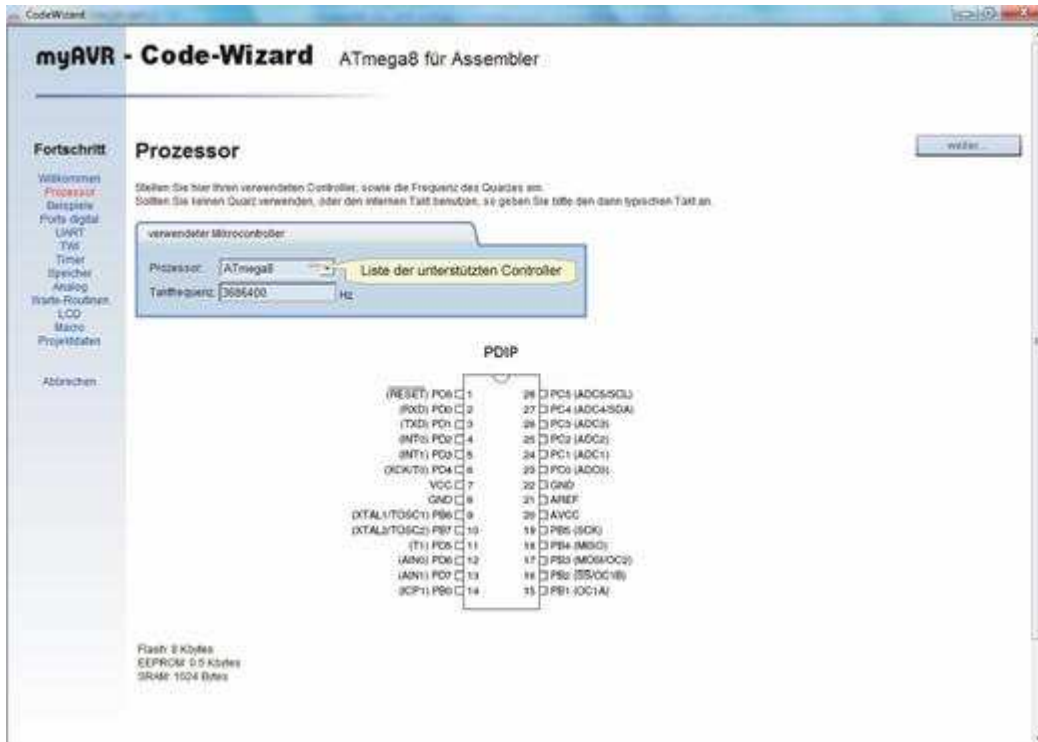 CodeWizard
myAVR - Code-Wizard ATmega8 für Assembler
Fortschritt
Willkommen
Prozessor
Beispiele
Ports digital
UART
TWI
Timer
Speicher
Analog
Warte-Routinen
LCD
Macro
Projektdaten
Abbrechen
Prozessor
weiter...
Stellen Sie hier Ihren verwendeten Controller, sowie die Frequenz des Quarzes ein.
Sollten Sie keinen Quarz verwenden, oder den internen Takt benutzen, so geben Sie bitte den dann typischen Takt an.
verwendeter Mikrocontroller
Prozessor: ATmega8
Liste der unterstützten Controller
Taktfrequenz: 3686400 Hz
PDIP
(RESET) PC6 1 28 PC5 (ADC5/SCL)
(RXD) PD0 2 27 PC4 (ADC4/SDA)
(TXD) PD1 3 26 PC3 (ADC3)
(INT0) PD2 4 25 PC2 (ADC2)
(INT1) PD3 5 24 PC1 (ADC1)
(XCK/T0) PD4 6 23 PC0 (ADC0)
VCC 7 22 GND
GND 8 21 AREF
(XTAL1/TOSC1) PB6 9 20 AVCC
(XTAL2/TOSC2) PB7 10 19 PB5 (SCK)
(T1) PD5 11 18 PB4 (MISO)
(AIN0) PD6 12 17 PB3 (MOSI/OC2)
(AIN1) PD7 13 16 PB2 (SS/OC1B)
(ICP1) PB0 14 15 PB1 (OC1A)
Flash: 8 Kbytes
EEPROM: 0.5 Kbytes
SRAM: 1024 Bytes